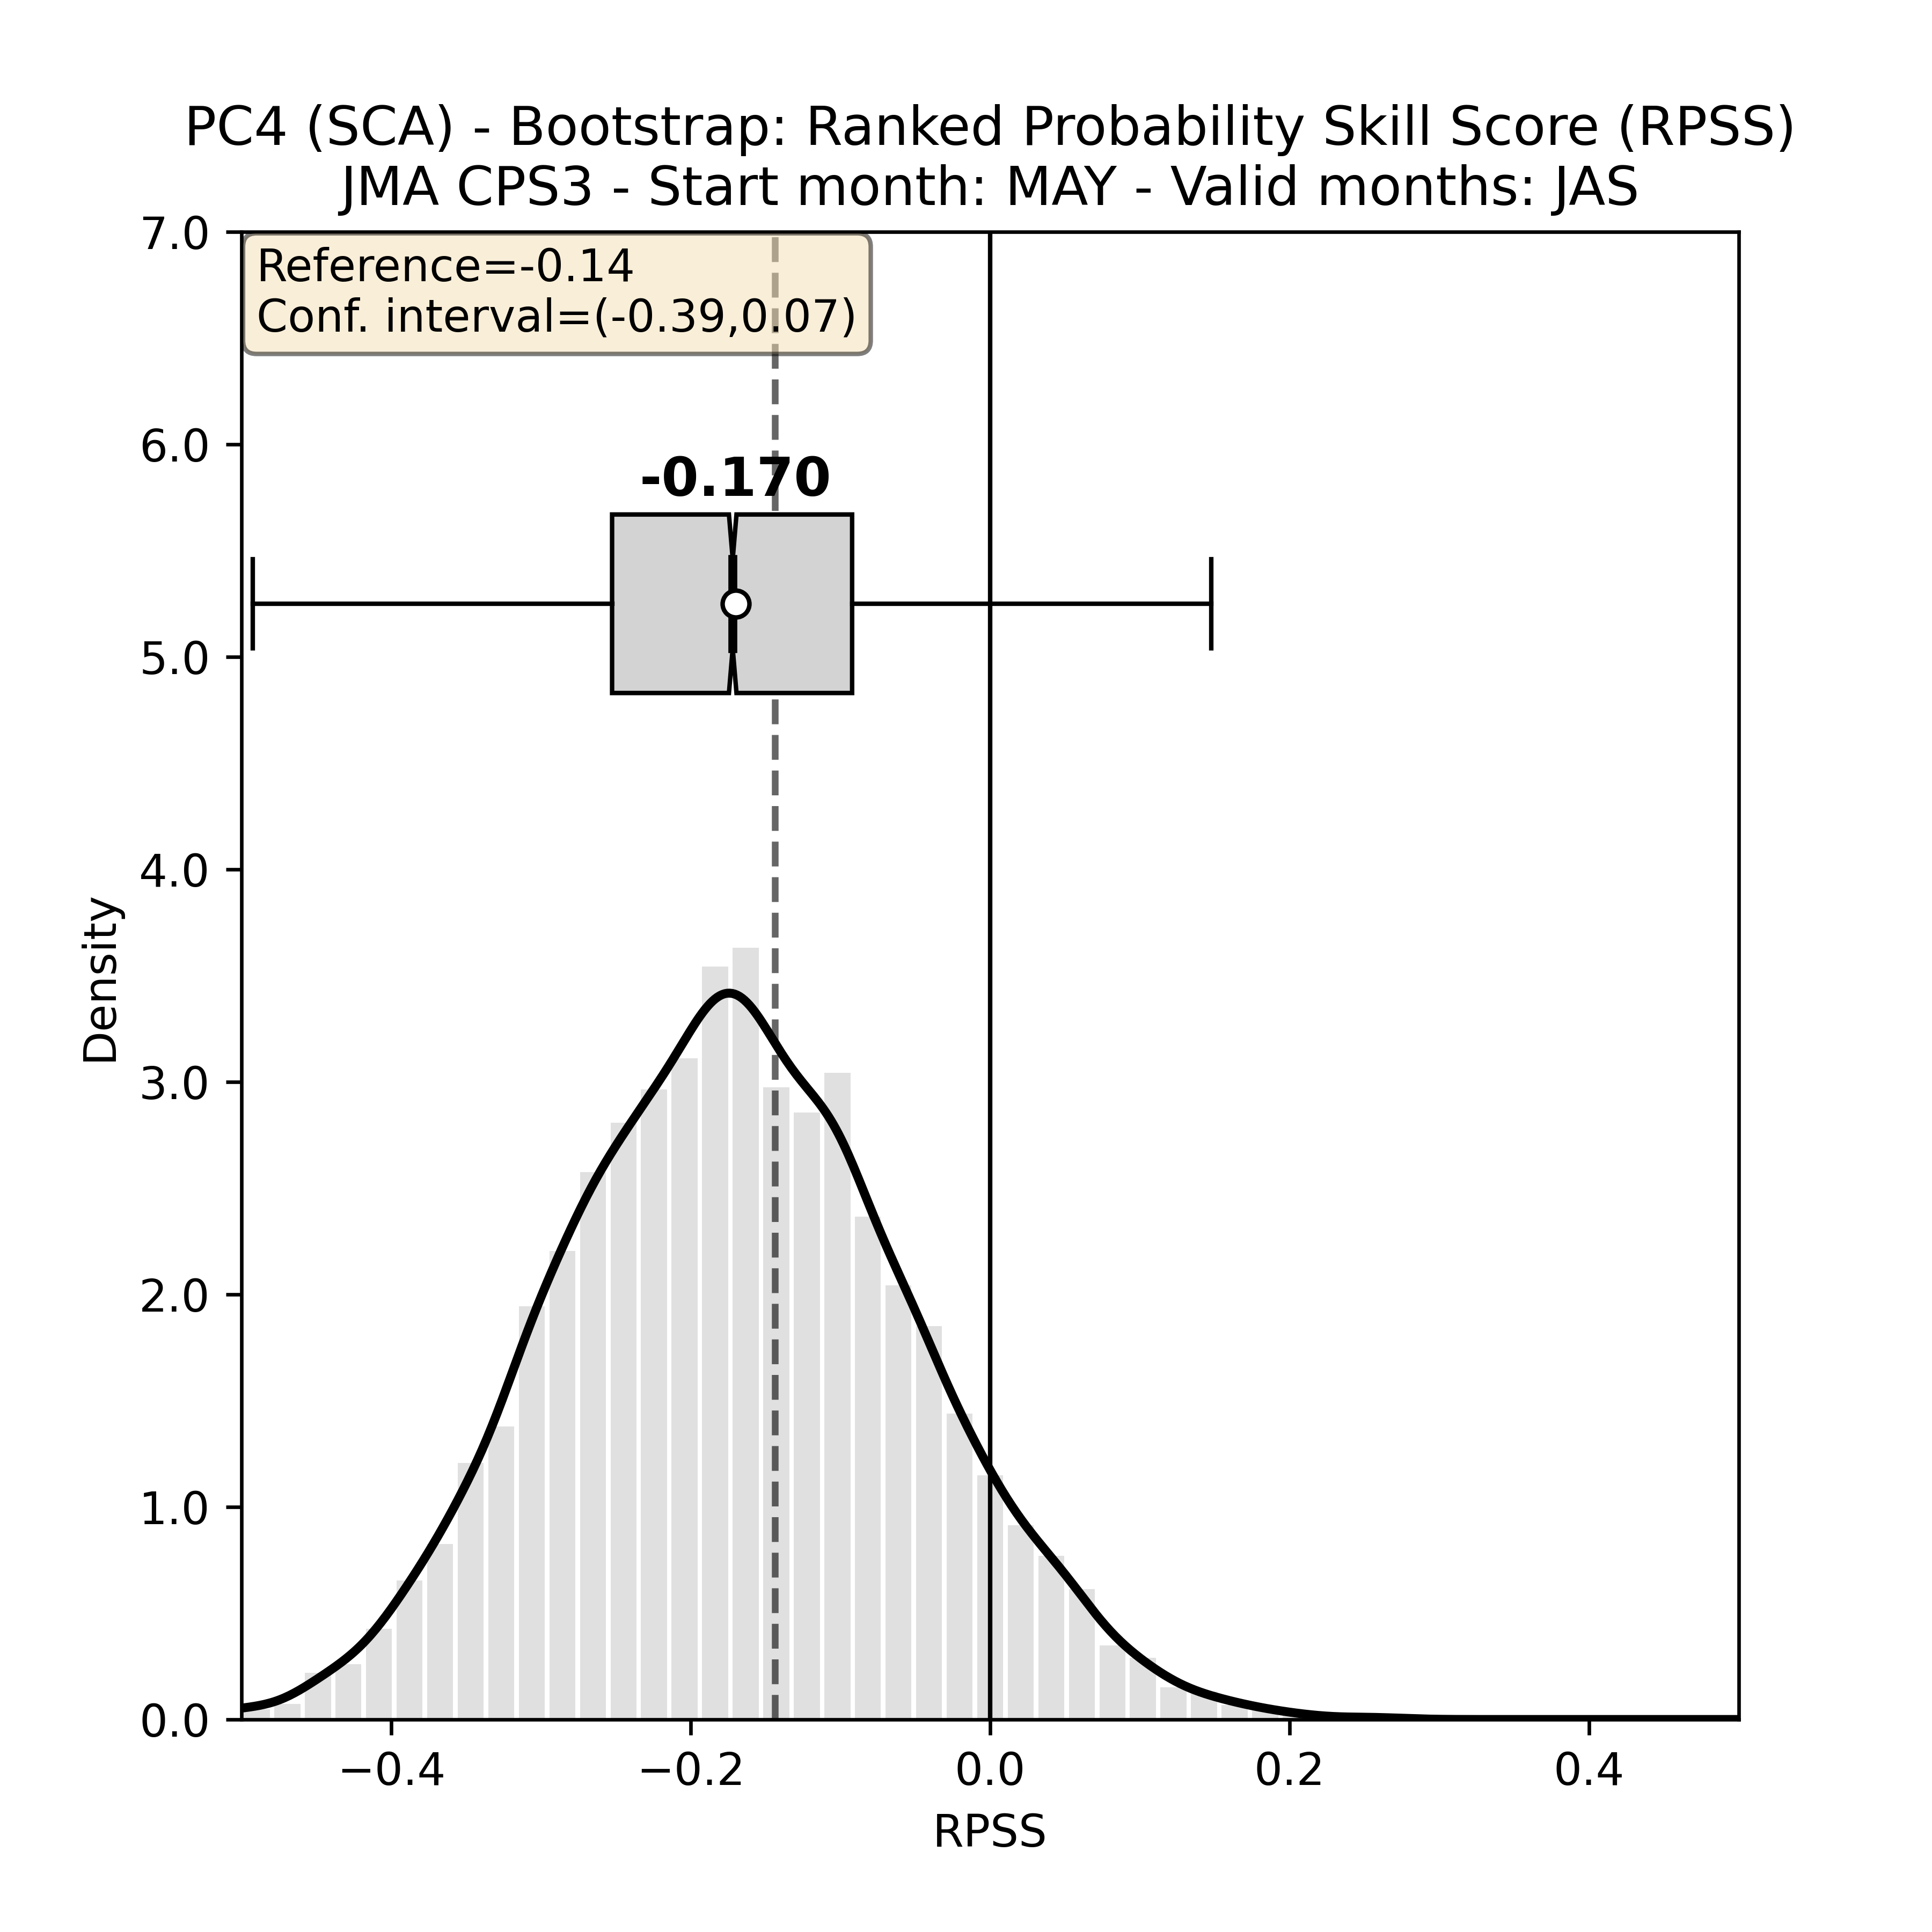 PC4 (SCA) - Bootstrap: Ranked Probability Skill Score (RPSS)
JMA CPS3 - Start month: MAY - Valid months: JAS
7.0
Reference=-0.14
Conf. interval=(-0.39,0.07)
6.0
-0.170
5.0
4.0
Density
3.0
2.0
1.0
0.0
−0.4 −0.2 0.0 0.2 0.4
RPSS